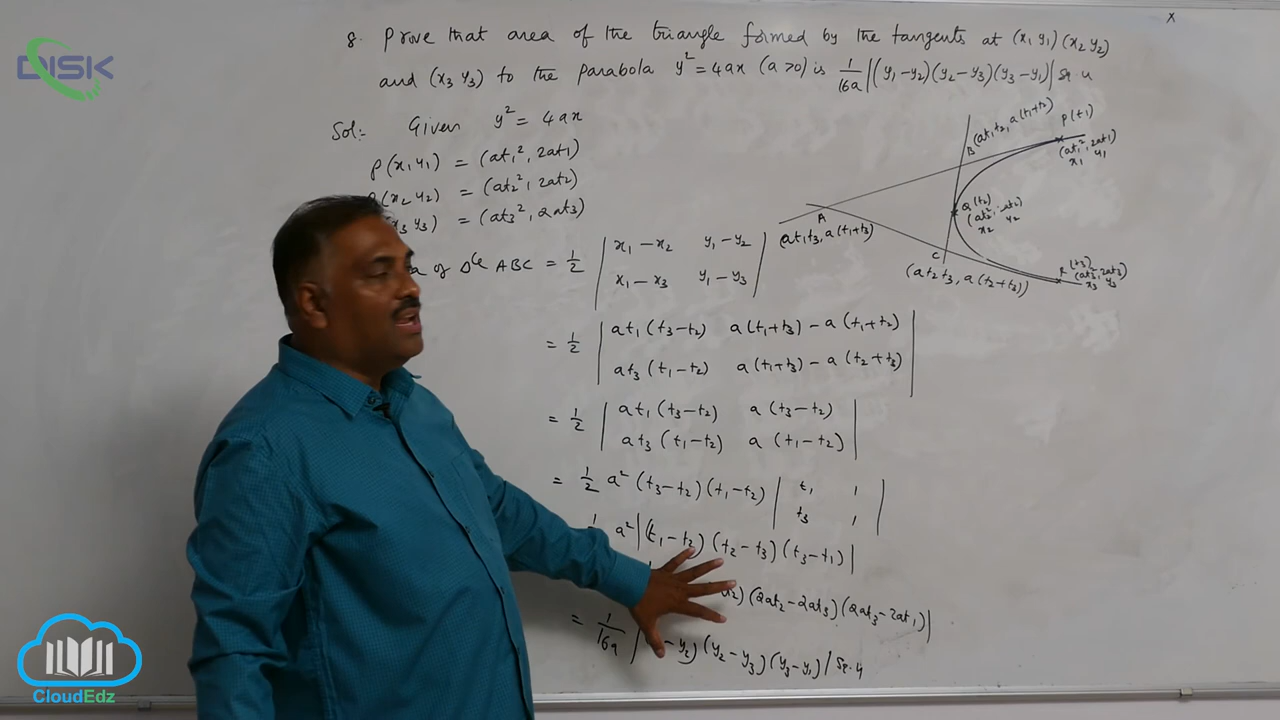 DISK
x
8. Prove that area of the triangle formed by the tangents at (x1 y1) (x2 y2)
and (x3 y3) to the parabola y² = 4ax (a >0) is 1/16a |(y1-y2)(y2-y3)(y3-y1)| sq.u
Sol:- Given y² = 4ax
P(x1 y1) = (at1², 2at1)
(x2 y2) = (at2², 2at2)
(x3 y3) = (at3², 2at3)
of Δle ABC = 1/2 | x1-x2 y1-y2 |
| x1-x3 y1-y3 |
= 1/2 | at1(t3-t2) a(t1+t3) - a(t1+t2) |
| at3(t1-t2) a(t1+t3) - a(t2+t3) |
= 1/2 | at1(t3-t2) a(t3-t2) |
| at3(t1-t2) a(t1-t2) |
= 1/2 a² (t3-t2)(t1-t2) | t1 1 |
| t3 1 |
a² |(t1-t2)(t2-t3)(t3-t1)|
(2at2-2at3)(2at3-2at1)|
= 1/16a | -y2)(y2-y3)(y3-y1)| sq.u
B (at1t2, a(t1+t2)
P(t1)
(at1², 2at1)
x1 y1
A
(at1t3, a(t1+t3)
Q(t2)
x2 y2
C
(at2t3, a(t2+t3))
R (t3)
(at3², 2at3)
x3 y3
CloudEdz